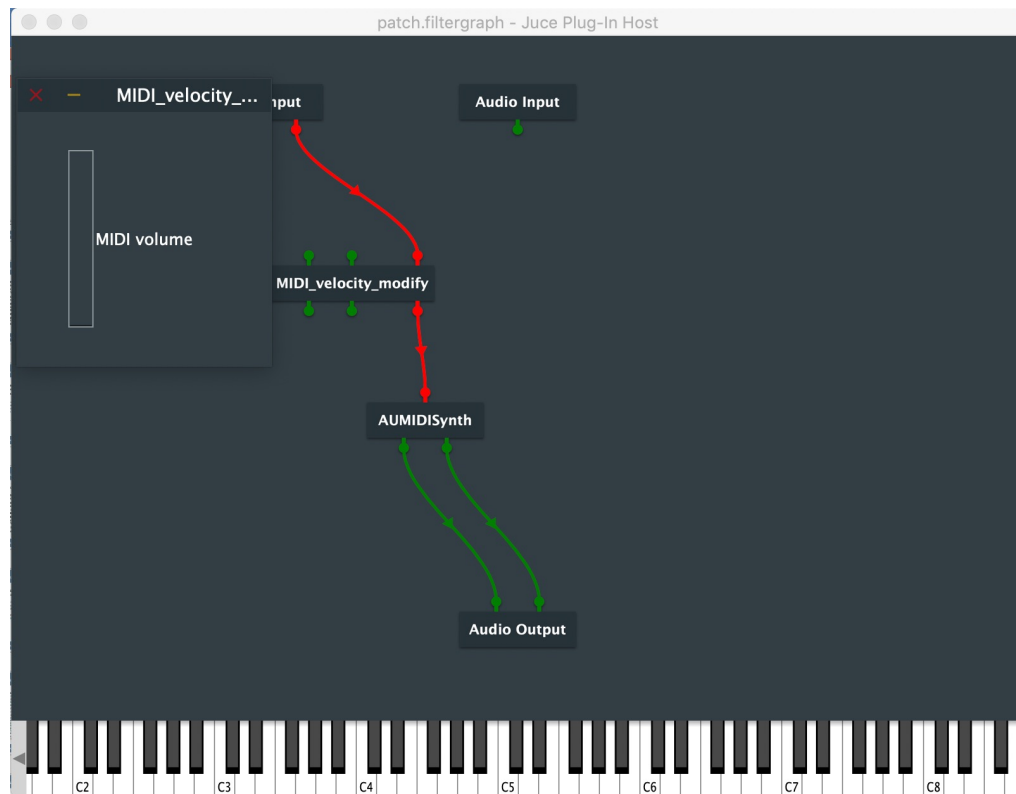 patch.filtergraph - Juce Plug-In Host
MIDI_velocity_...
nput
Audio Input
MIDI volume
MIDI_velocity_modify
AUMIDISynth
Audio Output
C2 C3 C4 C5 C6 C7 C8